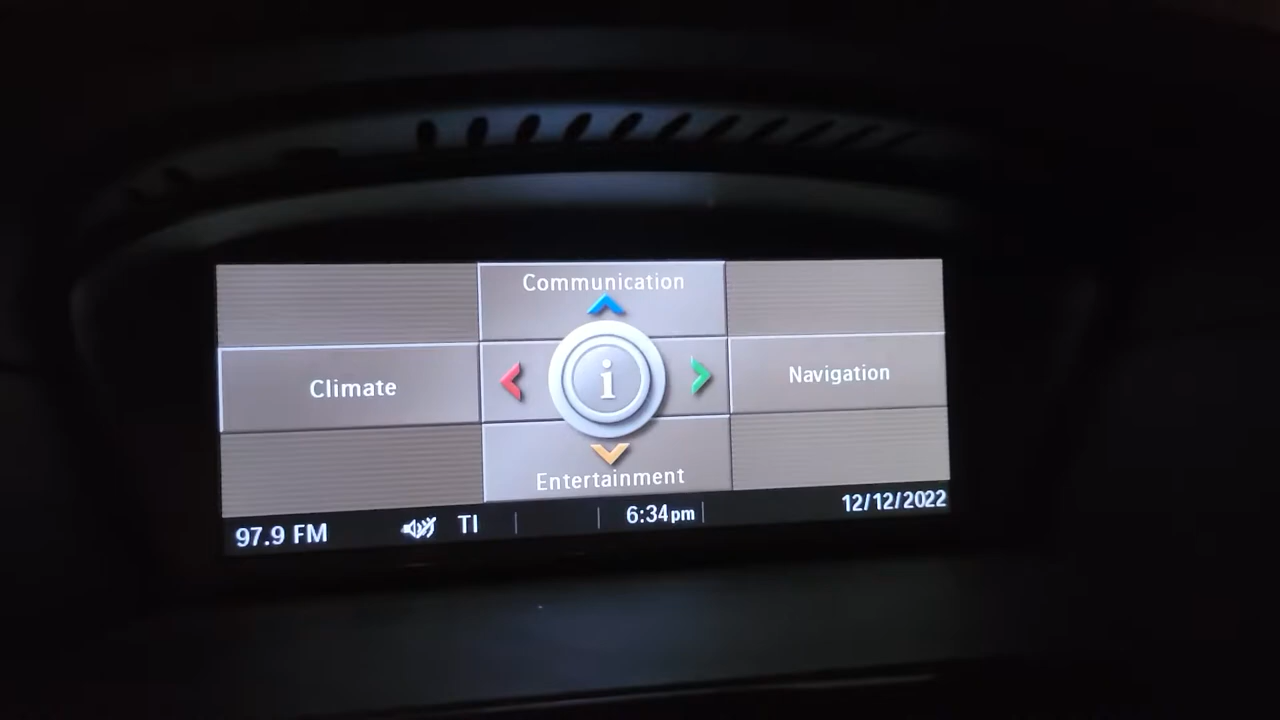 Communication
Climate
i
Navigation
Entertainment
97.9 FM TI 6:34pm 12/12/2022